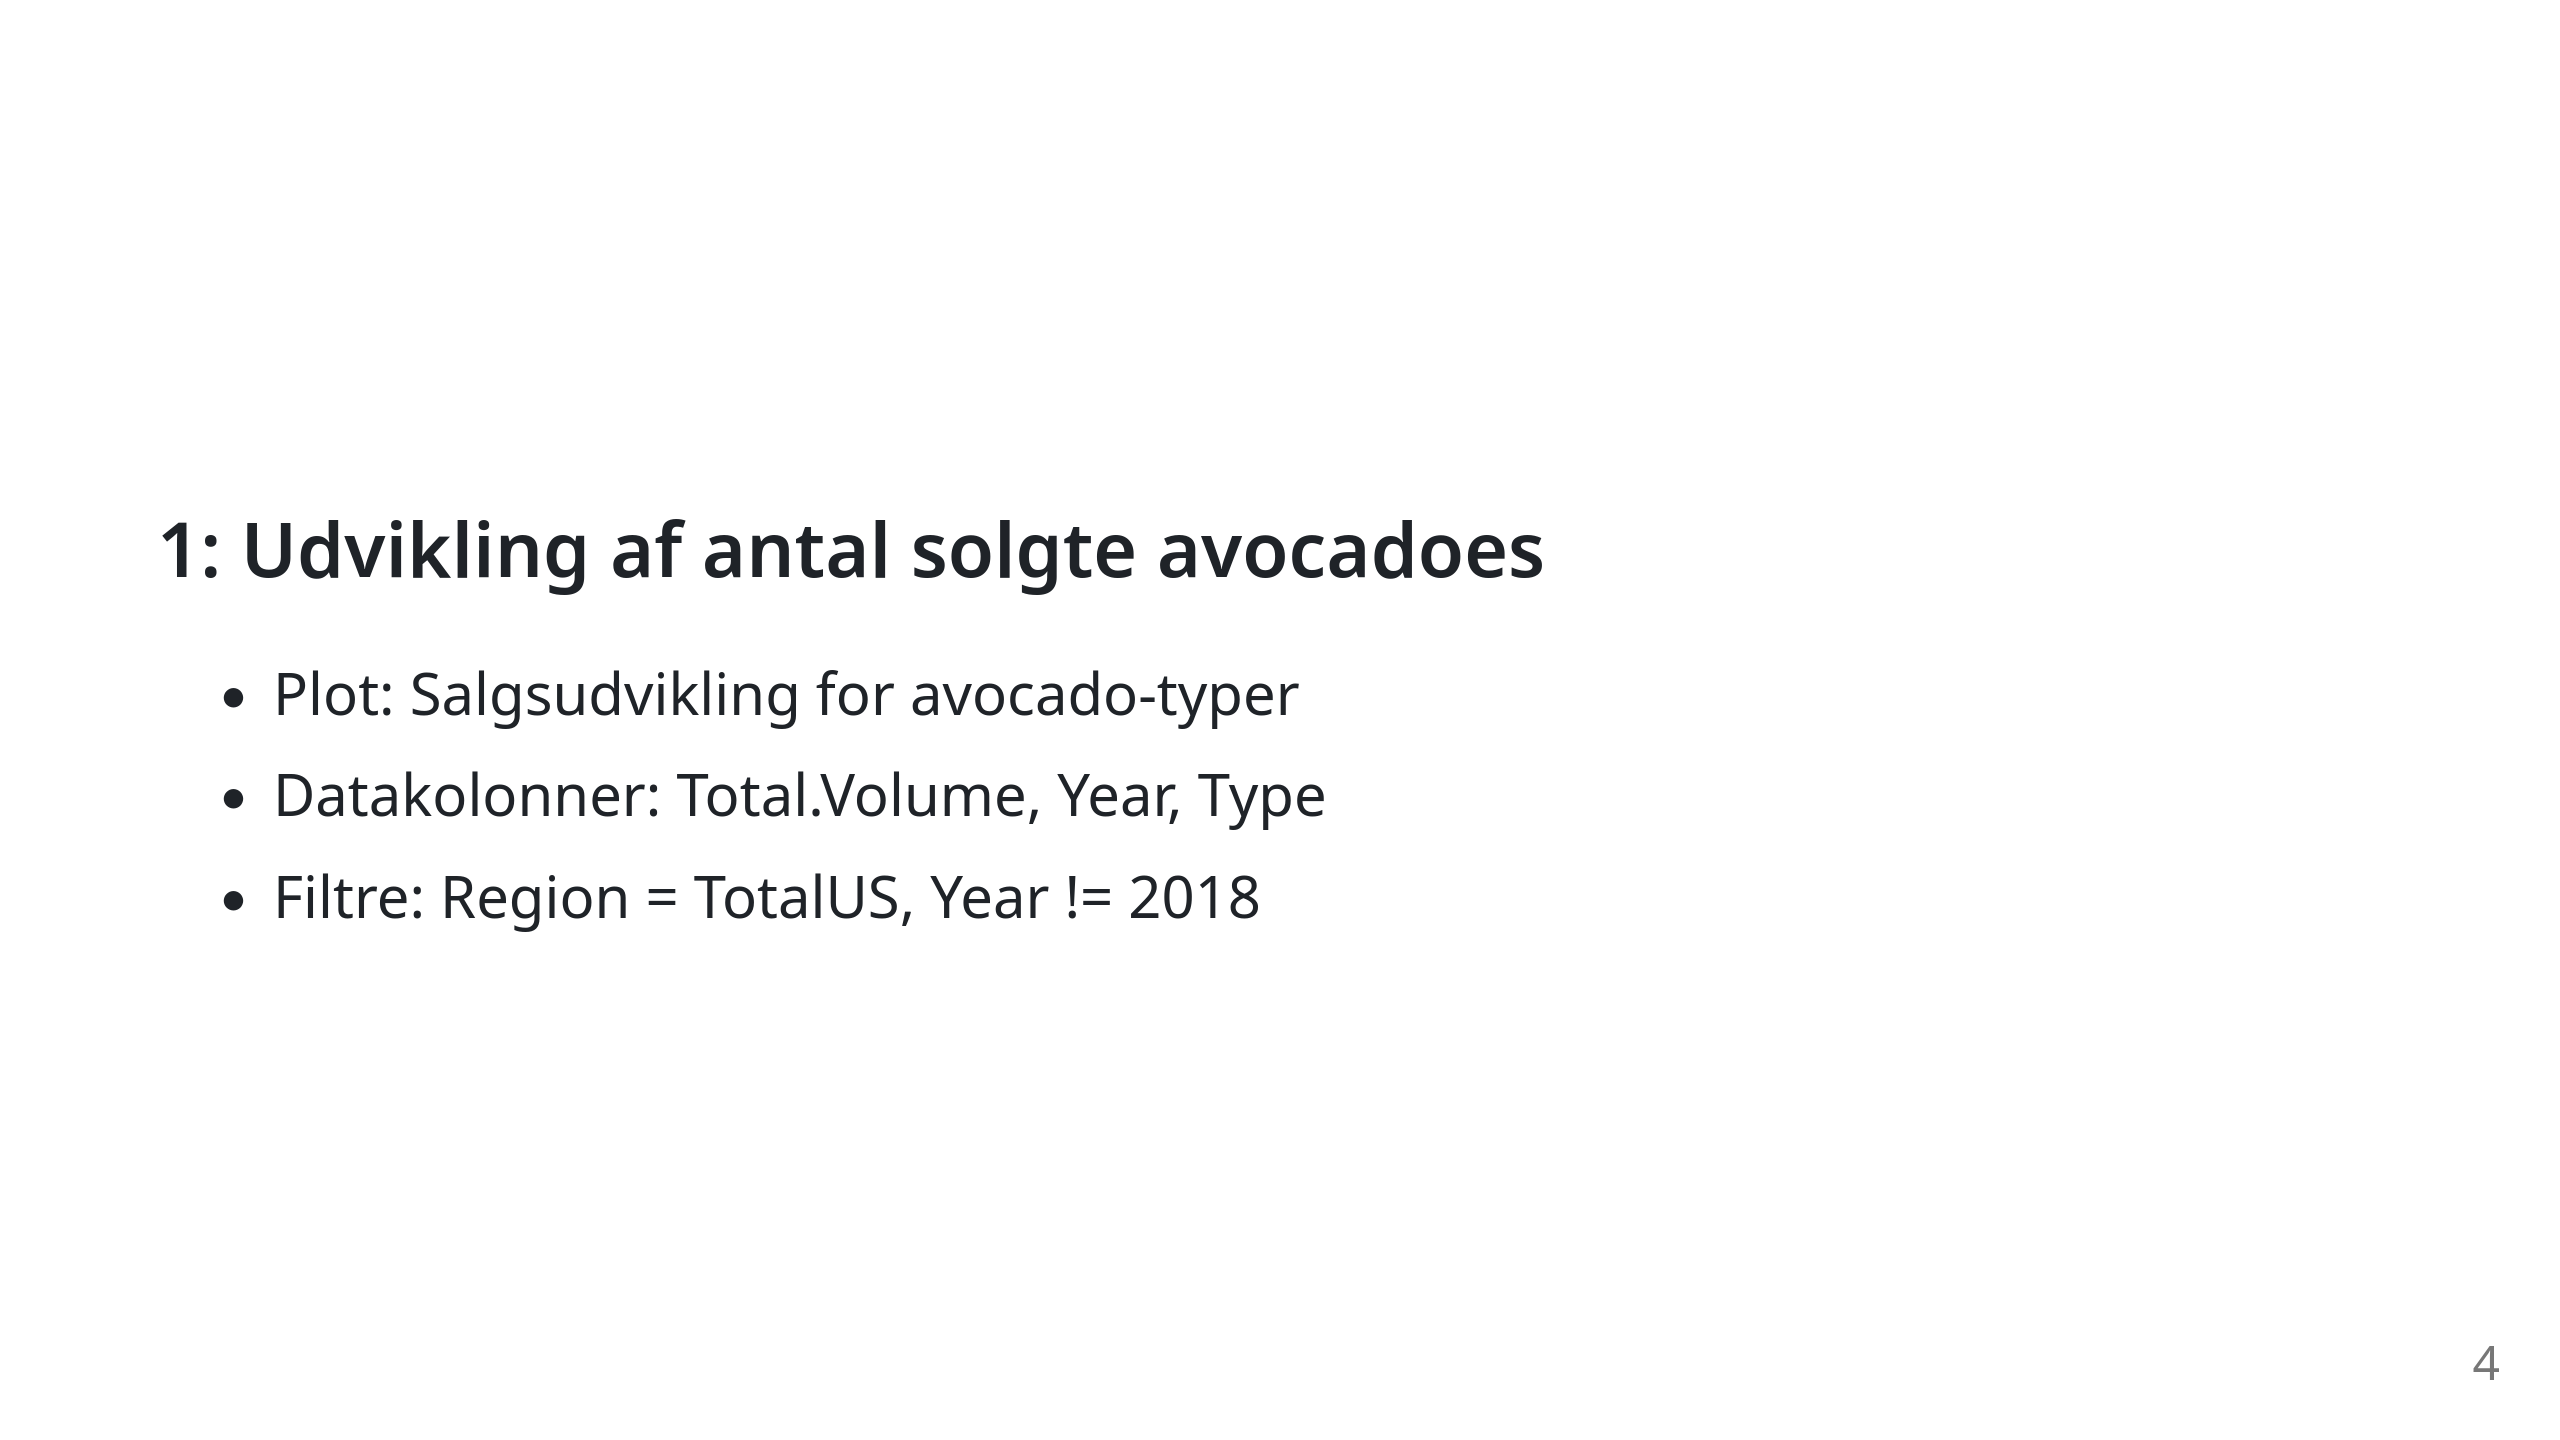 1: Udvikling af antal solgte avocadoes
• Plot: Salgsudvikling for avocado-typer
• Datakolonner: Total.Volume, Year, Type
• Filtre: Region = TotalUS, Year != 2018
4